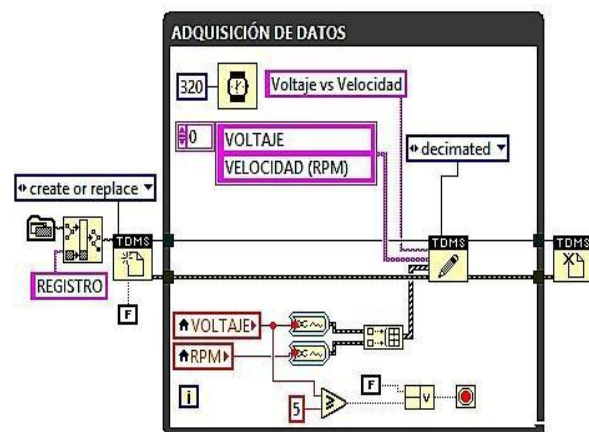 ADQUISICIÓN DE DATOS
320
Voltaje vs Velocidad
0
VOLTAJE
VELOCIDAD (RPM)
decimated
create or replace
TDMS
TDMS
TDMS
REGISTRO
F
VOLTAJE
RPM
i
5
F
V